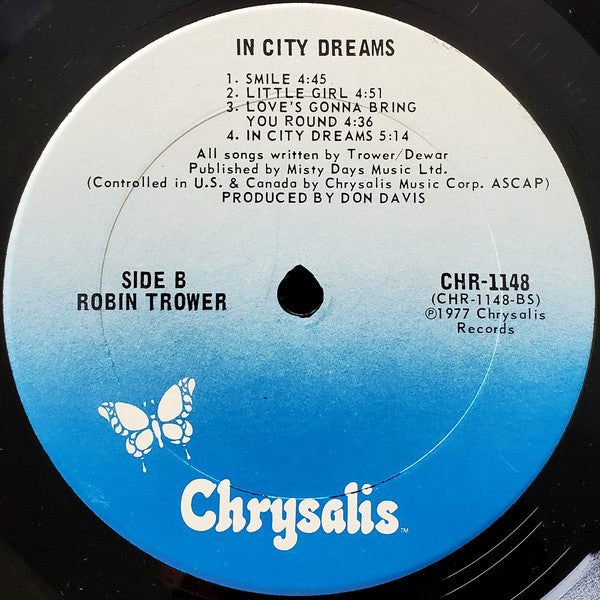 IN CITY DREAMS
1. SMILE 4:45
2. LITTLE GIRL 4:51
3. LOVE'S GONNA BRING
YOU ROUND 4:36
4. IN CITY DREAMS 5:14
All songs written by Trower/Dewar
Published by Misty Days Music Ltd.
(Controlled in U.S. & Canada by Chrysalis Music Corp. ASCAP)
PRODUCED BY DON DAVIS
SIDE B
ROBIN TROWER
CHR-1148
(CHR-1148-BS)
℗1977 Chrysalis
Records
Chrysalis™